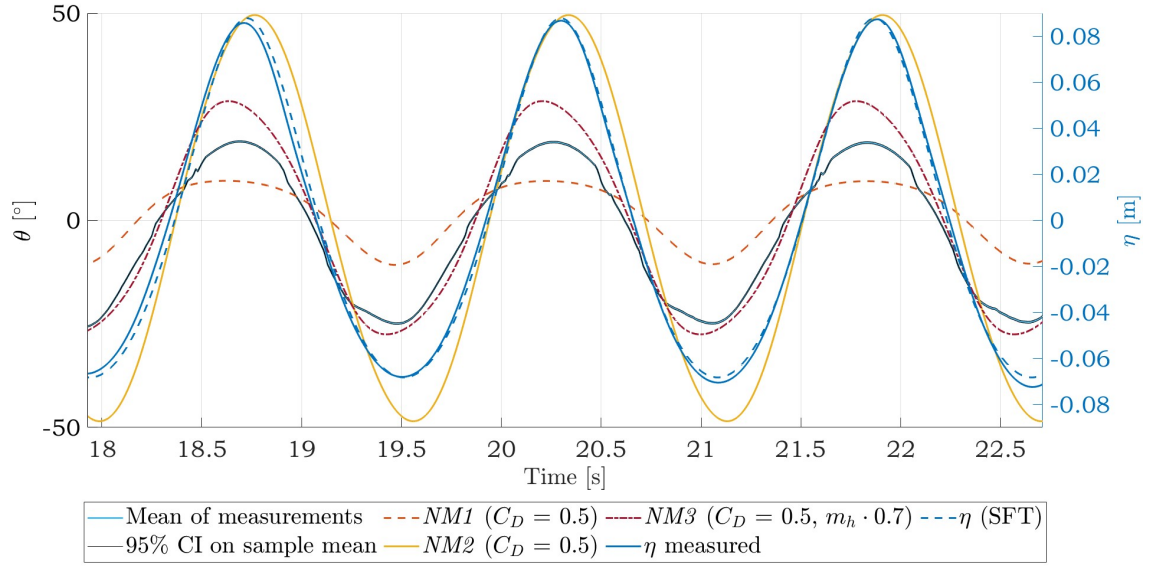 50
0
-50
θ [°]
0.08
0.06
0.04
0.02
0
-0.02
-0.04
-0.06
-0.08
η [m]
18 18.5 19 19.5 20 20.5 21 21.5 22 22.5
Time [s]
Mean of measurements NM1 (C_D = 0.5) NM3 (C_D = 0.5, m_h · 0.7) η (SFT)
95% CI on sample mean NM2 (C_D = 0.5) η measured